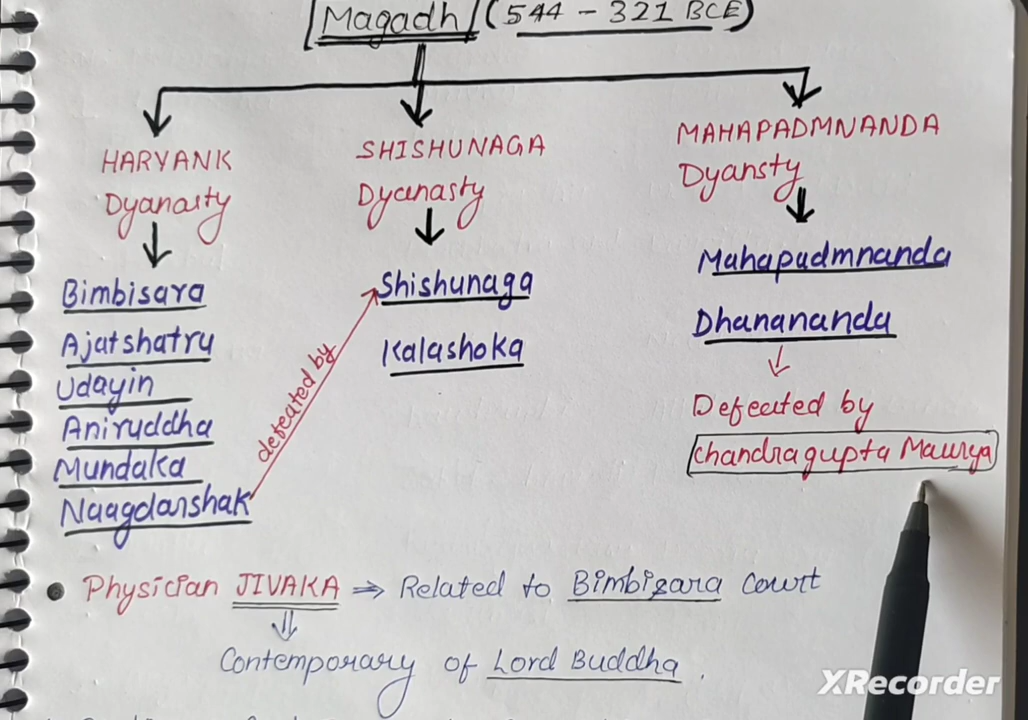 Magadh (544 - 321 BCE)
HARYANK
Dyanasty
Bimbisara
Ajatshatru
Udayin
Aniruddha
Mundaka
Naagdarshak
defeated by
SHISHUNAGA
Dyanasty
Shishunaga
Kalashoka
MAHAPADMNANDA
Dyansty
Mahapadmnanda
Dhanananda
Defeated by
Chandragupta Maurya
• Physician JIVAKA ⇒ Related to Bimbisara court
Contemporary of Lord Buddha.
XRecorder